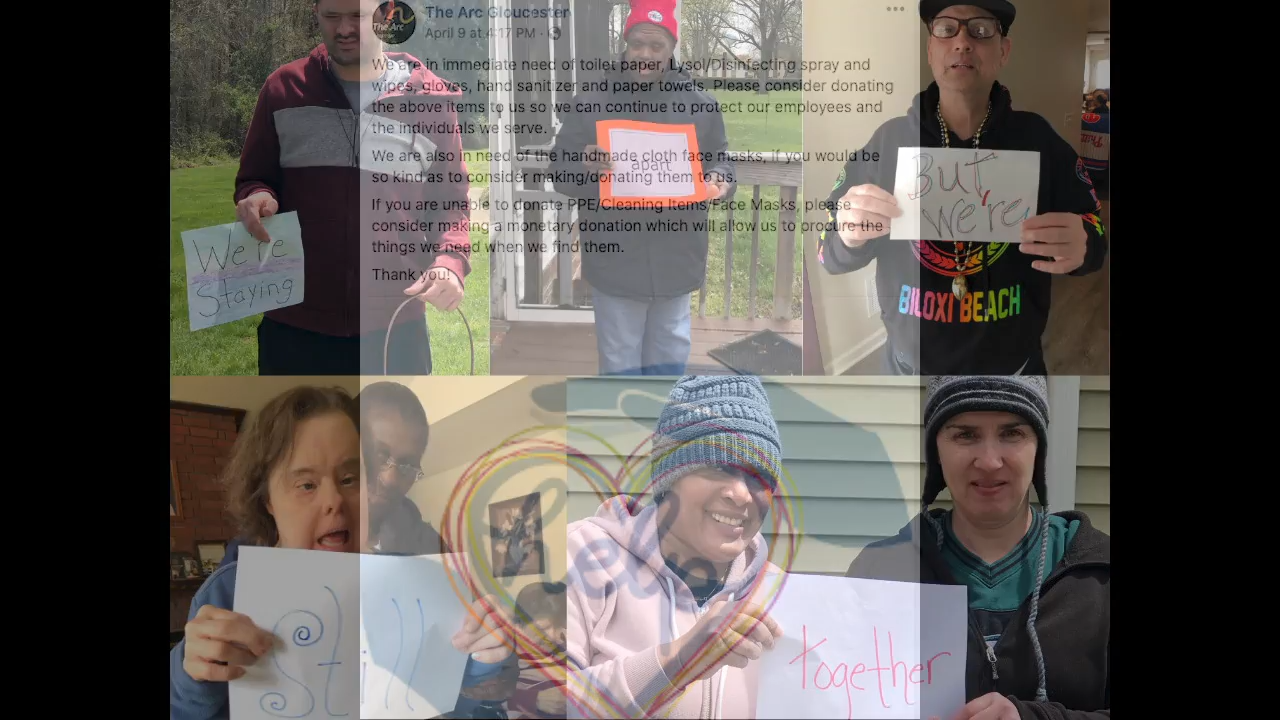 The Arc Gloucester
The Arc
April 9 at 4:17 PM ·
We are in immediate need of toilet paper, Lysol/Disinfecting spray and
wipes, gloves, hand sanitizer and paper towels. Please consider donating
the above items to us so we can continue to protect our employees and
the individuals we serve.
We are also in need of the handmade cloth face masks, if you would be
so kind as to consider making/donating them to us.
If you are unable to donate PPE/Cleaning Items/Face Masks, please
consider making a monetary donation which will allow us to procure the
things we need when we find them.
Thank you!
We're
Staying
apart
But,
we're
BILOXI BEACH
Still
help
together